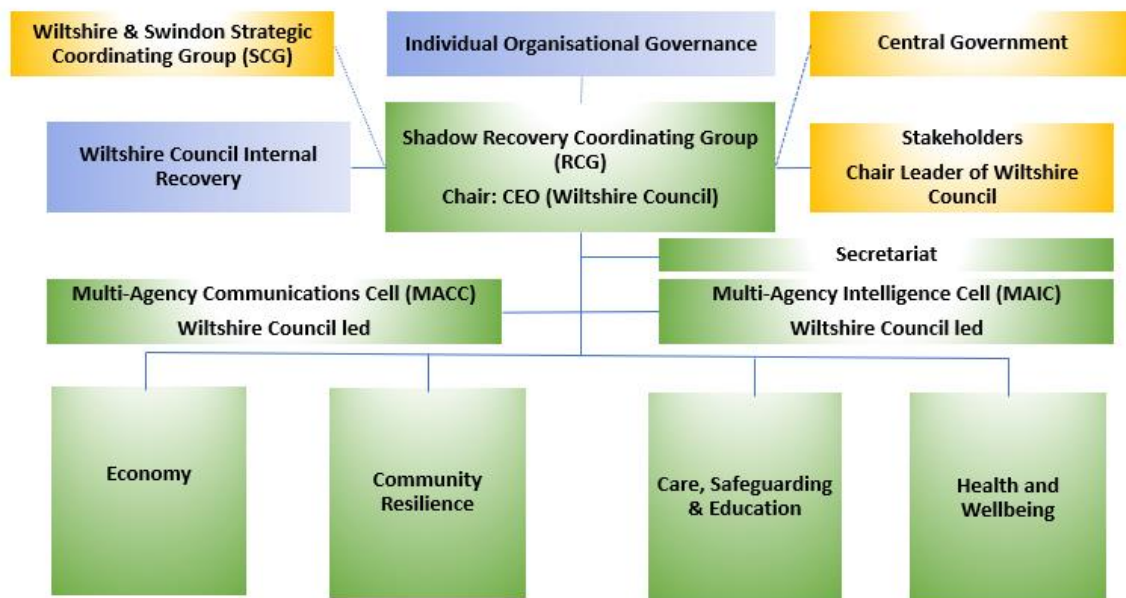 Wiltshire & Swindon Strategic
Coordinating Group (SCG)
Individual Organisational Governance
Central Government
Wiltshire Council Internal
Recovery
Shadow Recovery Coordinating Group
(RCG)
Chair: CEO (Wiltshire Council)
Stakeholders
Chair Leader of Wiltshire
Council
Secretariat
Multi-Agency Communications Cell (MACC)
Wiltshire Council led
Multi-Agency Intelligence Cell (MAIC)
Wiltshire Council led
Economy
Community
Resilience
Care, Safeguarding
& Education
Health and
Wellbeing